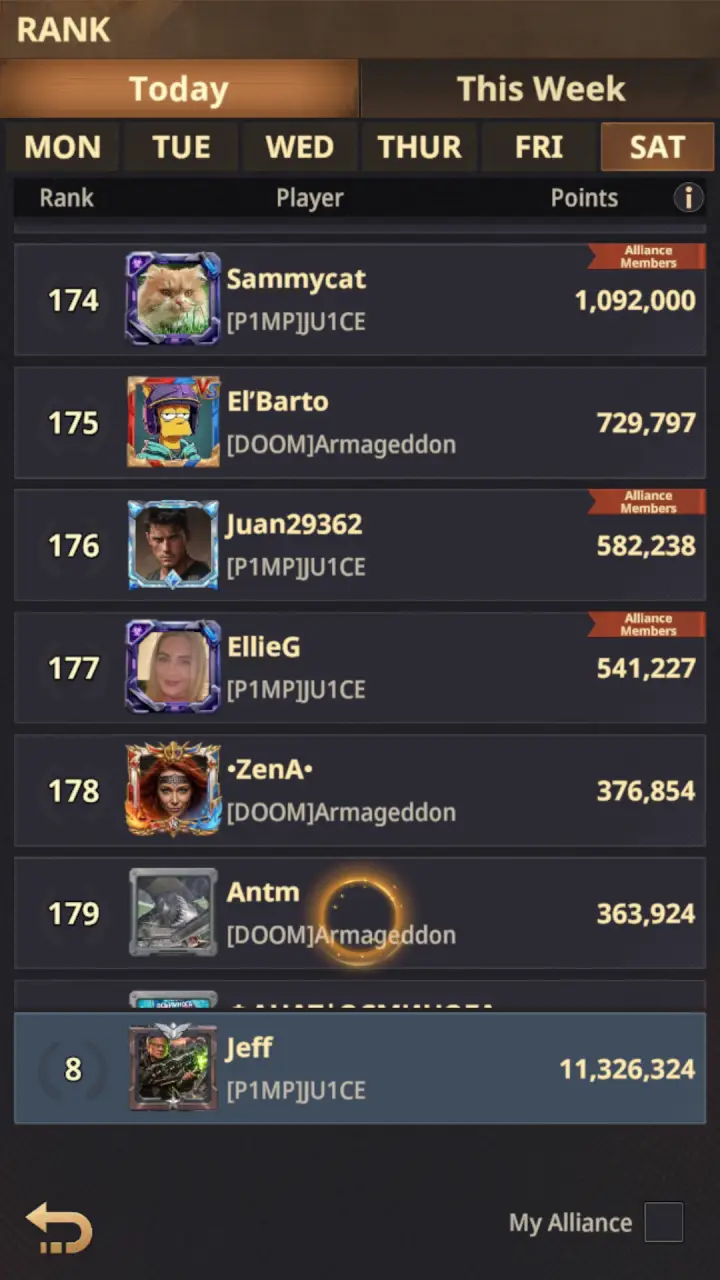 RANK
Today
This Week
MON
TUE
WED
THUR
FRI
SAT
Rank
Player
Points
Alliance
Members
174
Sammycat
[P1MP]JU1CE
1,092,000
175
El’Barto
[DOOM]Armageddon
729,797
Alliance
Members
176
Juan29362
[P1MP]JU1CE
582,238
Alliance
Members
177
EllieG
[P1MP]JU1CE
541,227
178
•ZenA•
[DOOM]Armageddon
376,854
179
Antm
[DOOM]Armageddon
363,924
8
Jeff
[P1MP]JU1CE
11,326,324
My Alliance